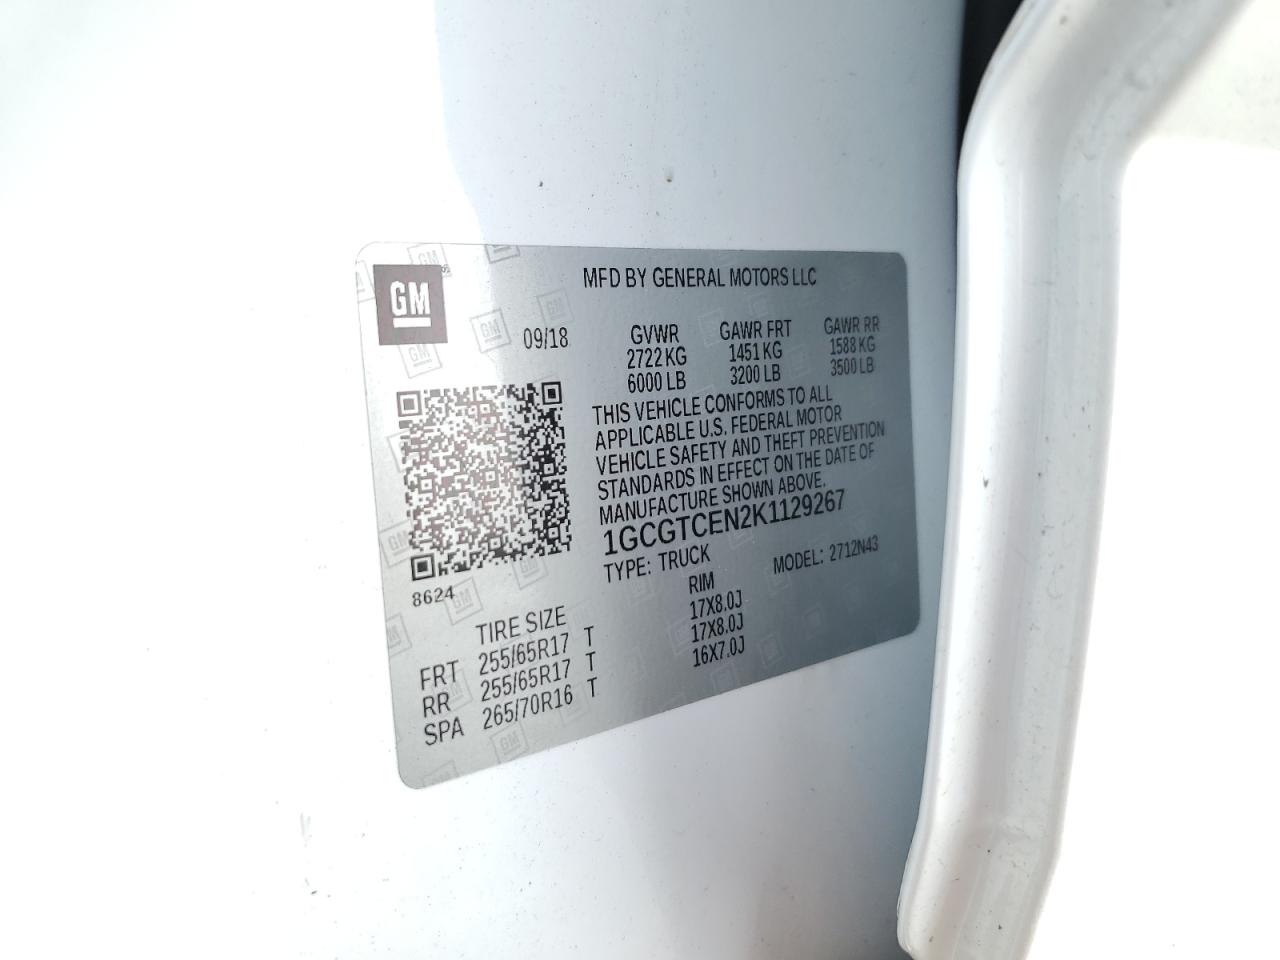 GM
MFD BY GENERAL MOTORS LLC
09/18
GVWR GAWR FRT GAWR RR
2722 KG 1451 KG 1588 KG
6000 LB 3200 LB 3500 LB
THIS VEHICLE CONFORMS TO ALL
APPLICABLE U.S. FEDERAL MOTOR
VEHICLE SAFETY AND THEFT PREVENTION
STANDARDS IN EFFECT ON THE DATE OF
MANUFACTURE SHOWN ABOVE.
1GCGTCEN2K1129267
TYPE: TRUCK MODEL: 2712N43
8624
TIRE SIZE RIM
FRT 255/65R17 T 17X8.0J
RR 255/65R17 T 17X8.0J
SPA 265/70R16 T 16X7.0J